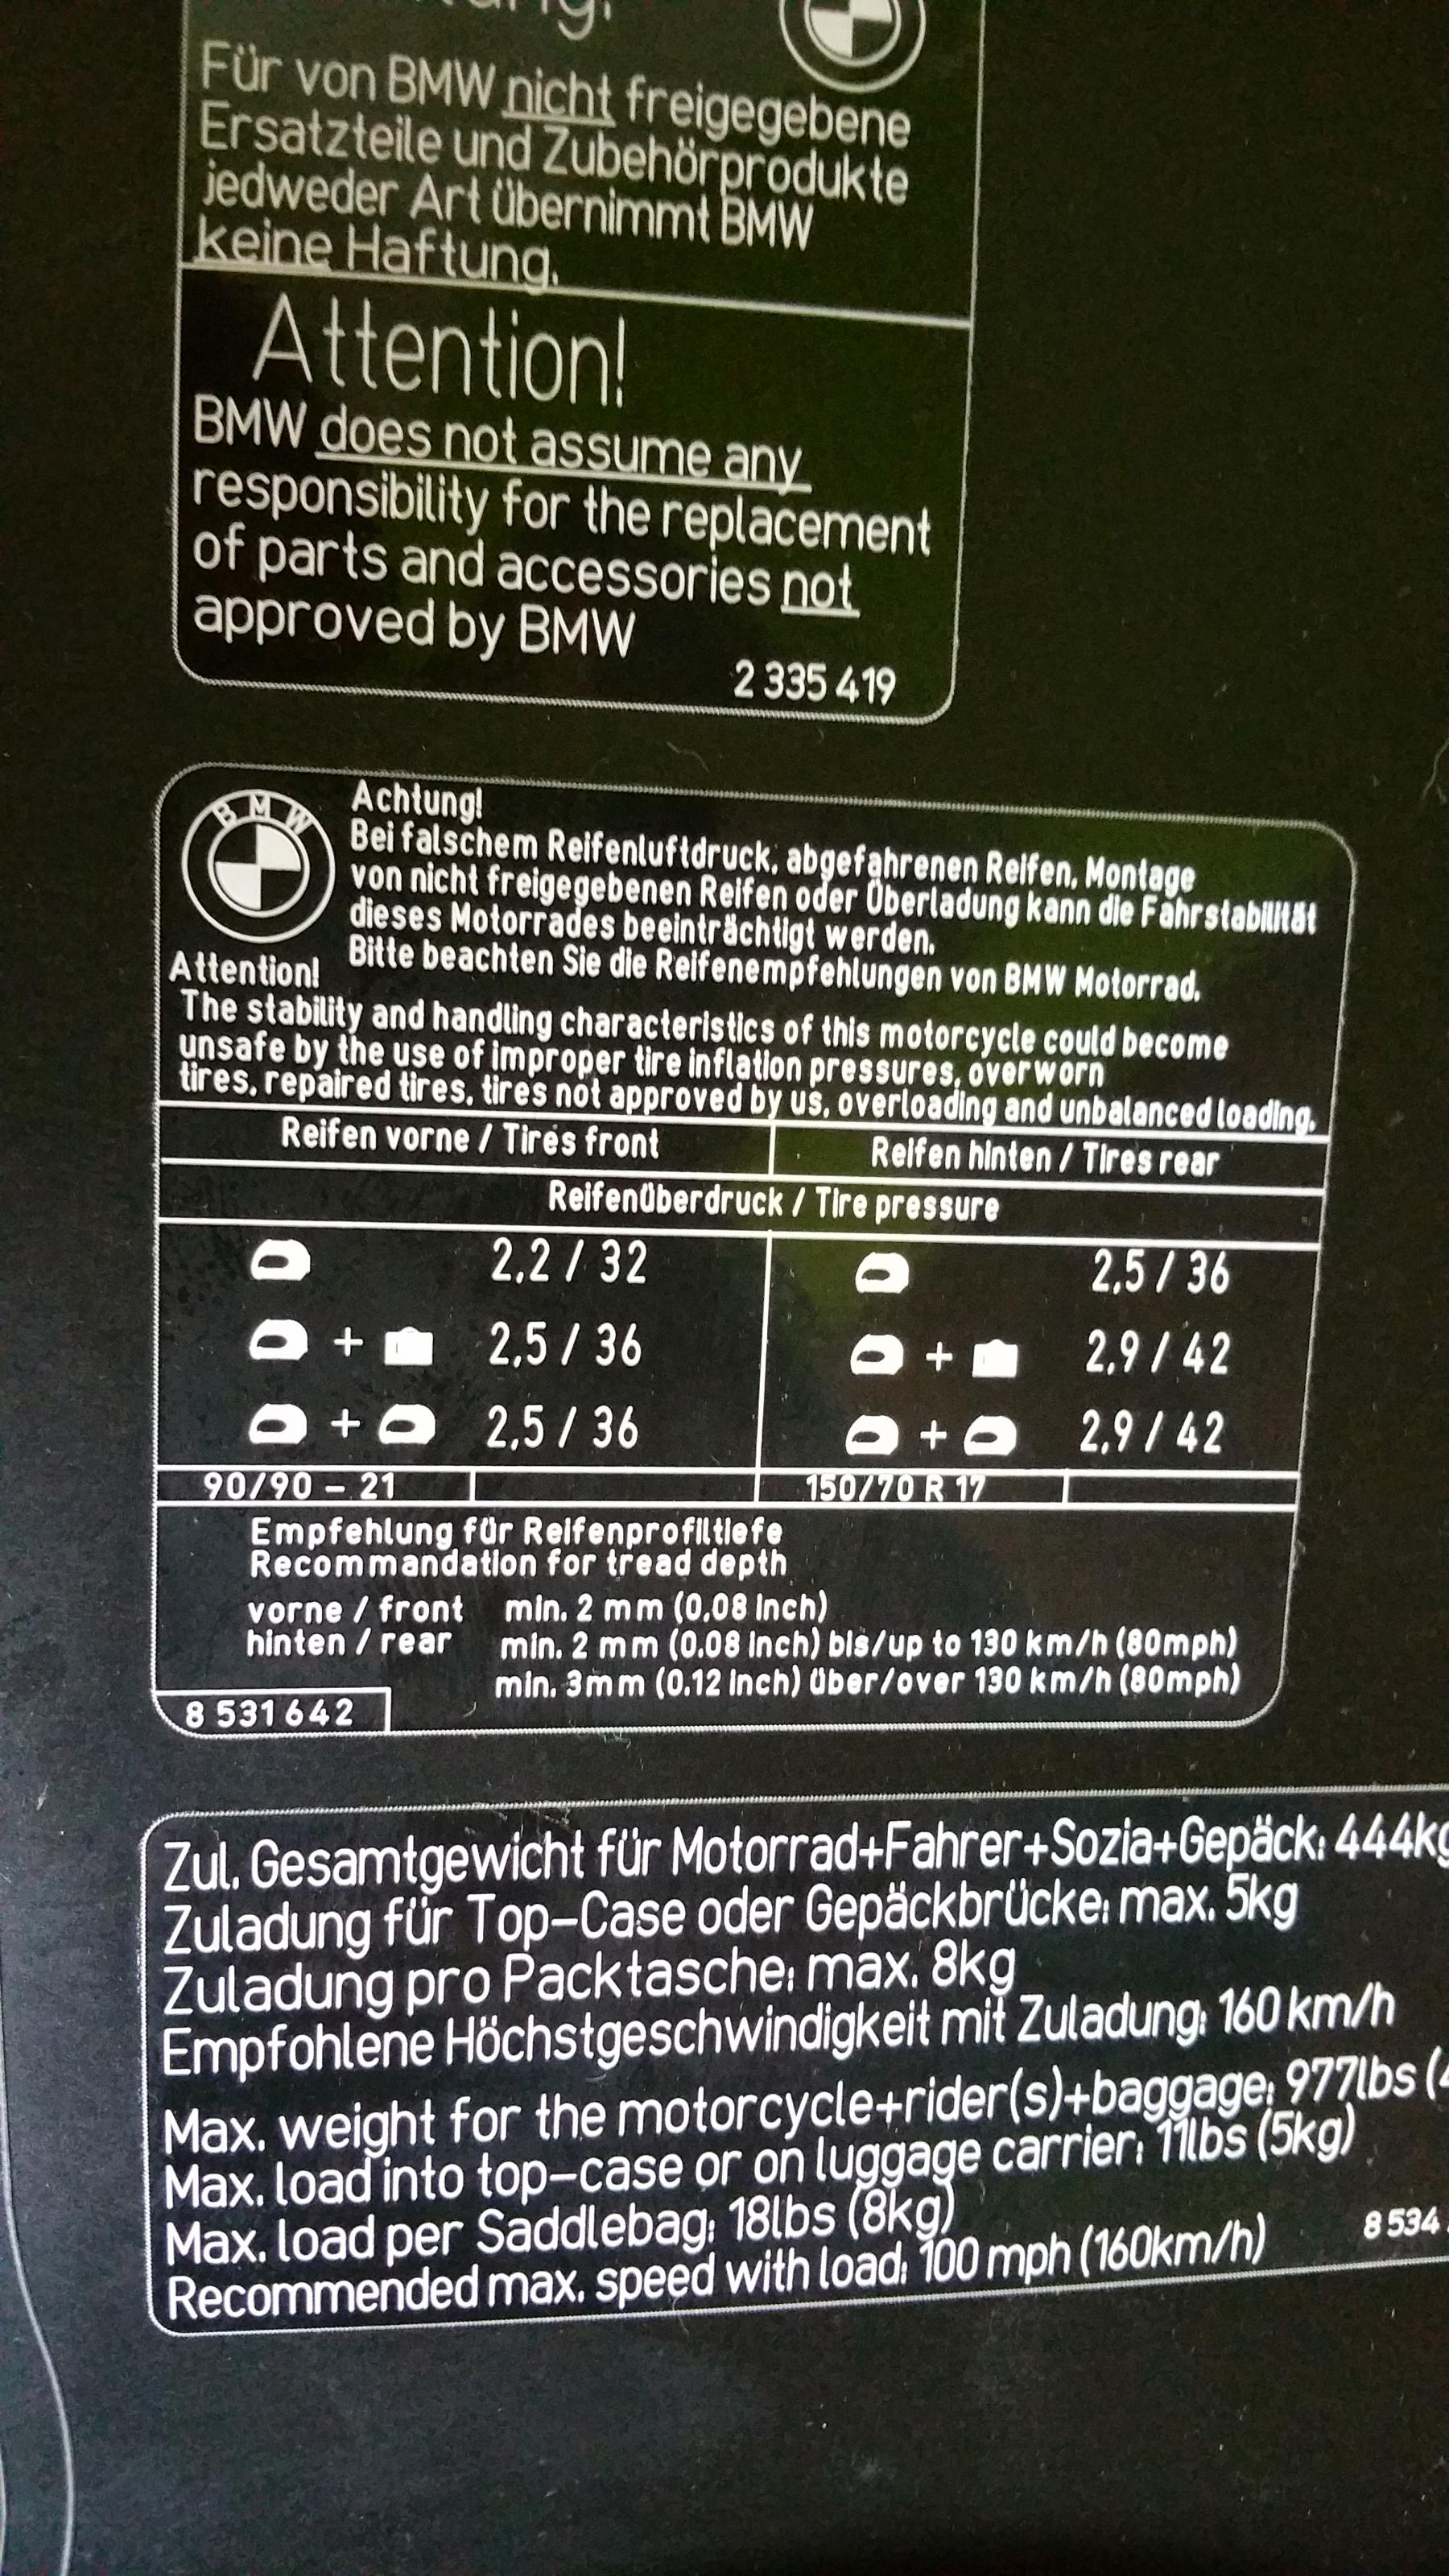 Für von BMW nicht freigegebene
Ersatzteile und Zubehörprodukte
jedweder Art übernimmt BMW
keine Haftung.
Attention!
BMW does not assume any
responsibility for the replacement
of parts and accessories not
approved by BMW
2 335 419
BMW
Achtung!
Bei falschem Reifenluftdruck, abgefahrenen Reifen, Montage
von nicht freigegebenen Reifen oder Überladung kann die Fahrstabilität
dieses Motorrades beeinträchtigt werden.
Bitte beachten Sie die Reifenempfehlungen von BMW Motorrad.
Attention!
The stability and handling characteristics of this motorcycle could become
unsafe by the use of improper tire inflation pressures, overworn
tires, repaired tires, tires not approved by us, overloading and unbalanced loading.
Reifen vorne / Tires front Reifen hinten / Tires rear
Reifenüberdruck / Tire pressure
2,2 / 32 2,5 / 36
+ 2,5 / 36 + 2,9 / 42
+ 2,5 / 36 + 2,9 / 42
90/90 – 21 150/70 R 17
Empfehlung für Reifenprofiltiefe
Recommandation for tread depth
vorne / front min. 2 mm (0.08 inch)
hinten / rear min. 2 mm (0.08 inch) bis/up to 130 km/h (80mph)
min. 3mm (0.12 inch) über/over 130 km/h (80mph)
8 531 642
Zul. Gesamtgewicht für Motorrad+Fahrer+Sozia+Gepäck: 444kg
Zuladung für Top-Case oder Gepäckbrücke: max. 5kg
Zuladung pro Packtasche: max. 8kg
Empfohlene Höchstgeschwindigkeit mit Zuladung: 160 km/h
Max. weight for the motorcycle+rider(s)+baggage: 977lbs
Max. load into top-case or on luggage carrier: 11lbs (5kg)
Max. load per Saddlebag: 18lbs (8kg)
Recommended max. speed with load: 100 mph (160km/h)
8 534